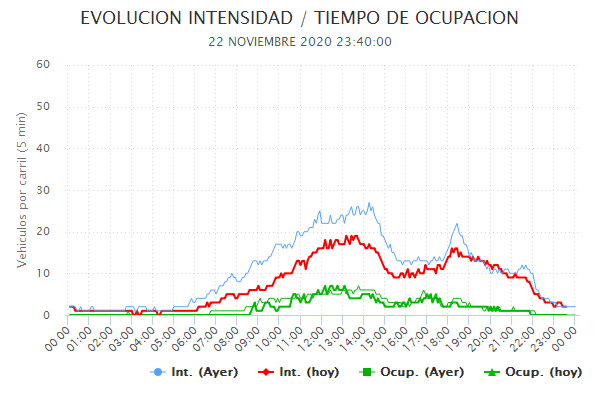 EVOLUCION INTENSIDAD / TIEMPO DE OCUPACION
22 NOVIEMBRE 2020 23:40:00
Vehiculos por carril (5 min)
60
50
40
30
20
10
0
00:00 01:00 02:00 03:00 04:00 05:00 06:00 07:00 08:00 09:00 10:00 11:00 12:00 13:00 14:00 15:00 16:00 17:00 18:00 19:00 20:00 21:00 22:00 23:00 00:00
Int. (Ayer) Int. (hoy) Ocup. (Ayer) Ocup. (hoy)